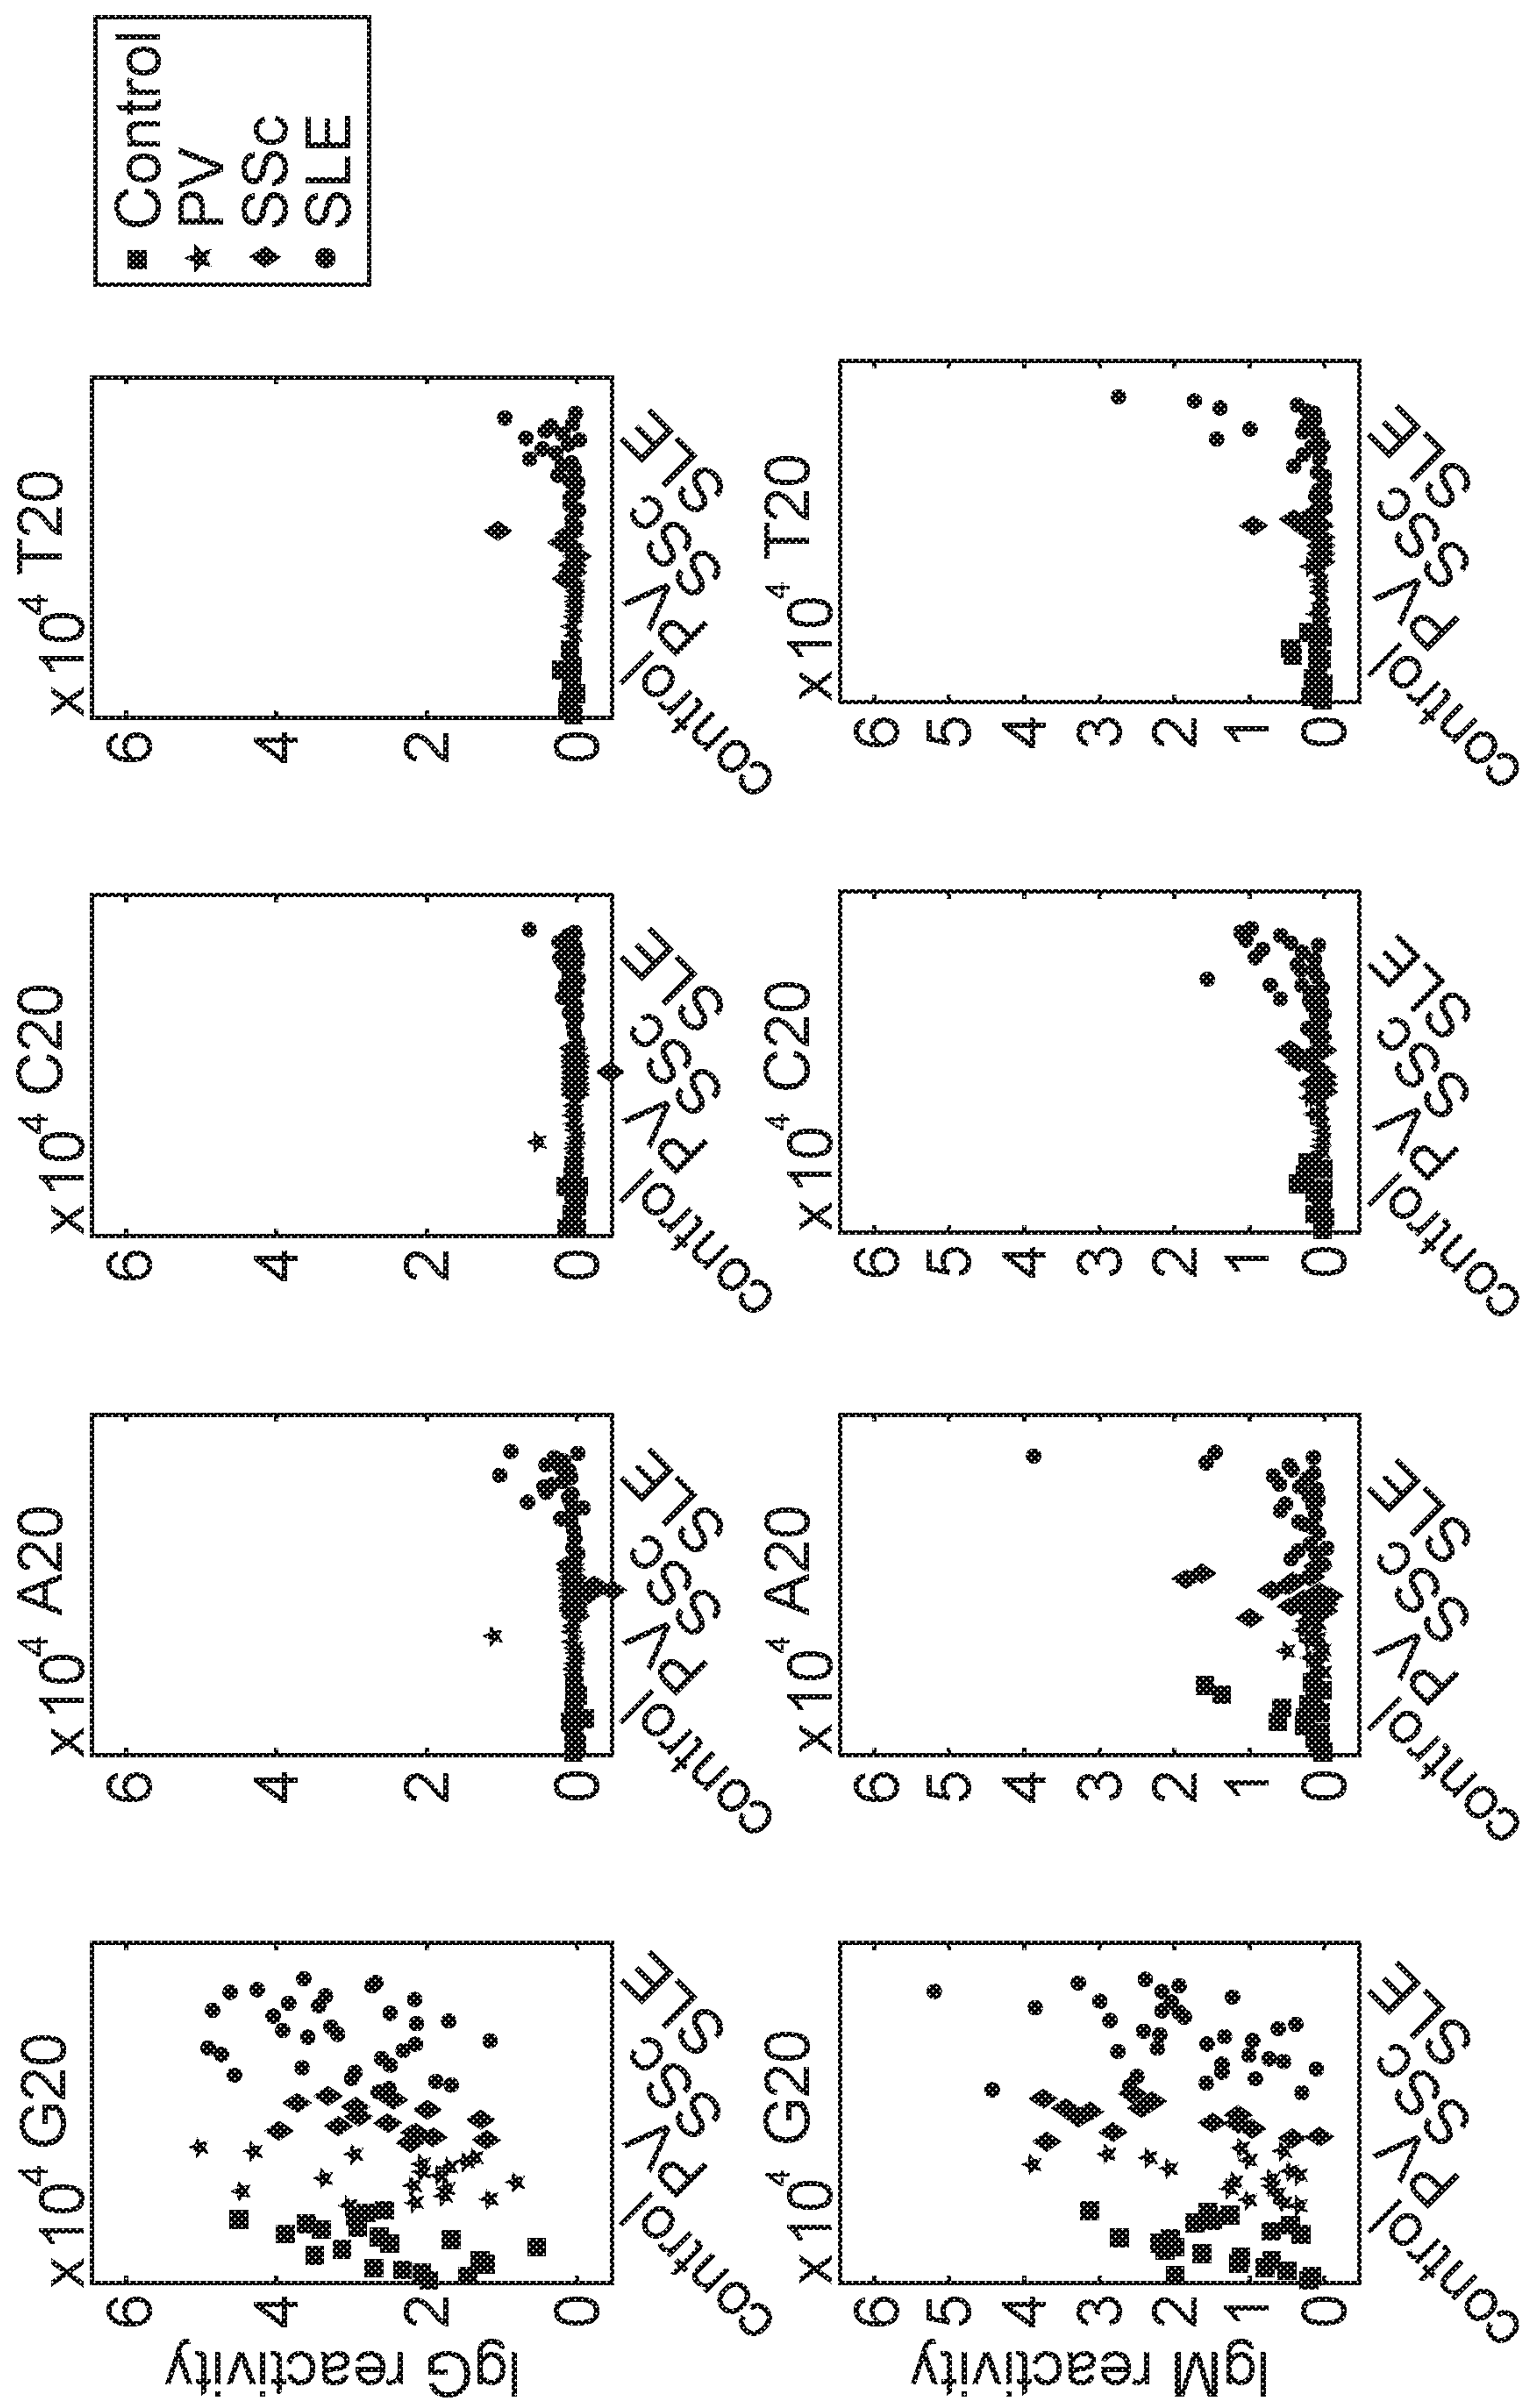 x 10⁴ G20
IgG reactivity
6
4
2
0
control
PV
SSc
SLE
x 10⁴ A20
6
4
2
0
control
PV
SSc
SLE
x 10⁴ C20
6
4
2
0
control
PV
SSc
SLE
x 10⁴ T20
6
4
2
0
control
PV
SSc
SLE
Control
PV
SSc
SLE
x 10⁴ G20
IgM reactivity
6
5
4
3
2
1
0
control
PV
SSc
SLE
x 10⁴ A20
6
5
4
3
2
1
0
control
PV
SSc
SLE
x 10⁴ C20
6
5
4
3
2
1
0
control
PV
SSc
SLE
x 10⁴ T20
6
5
4
3
2
1
0
control
PV
SSc
SLE